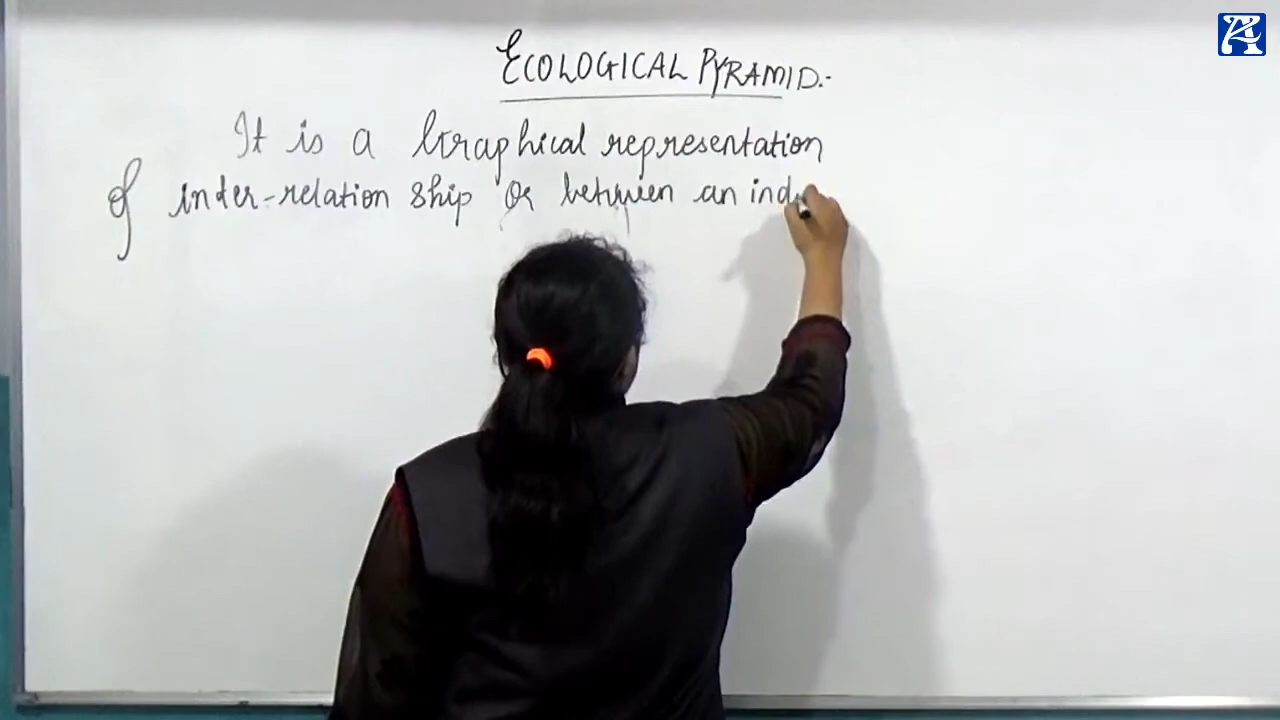 ECOLOGICAL PYRAMID.-
It is a Graphical representation
of inter-relation ship or between an ind